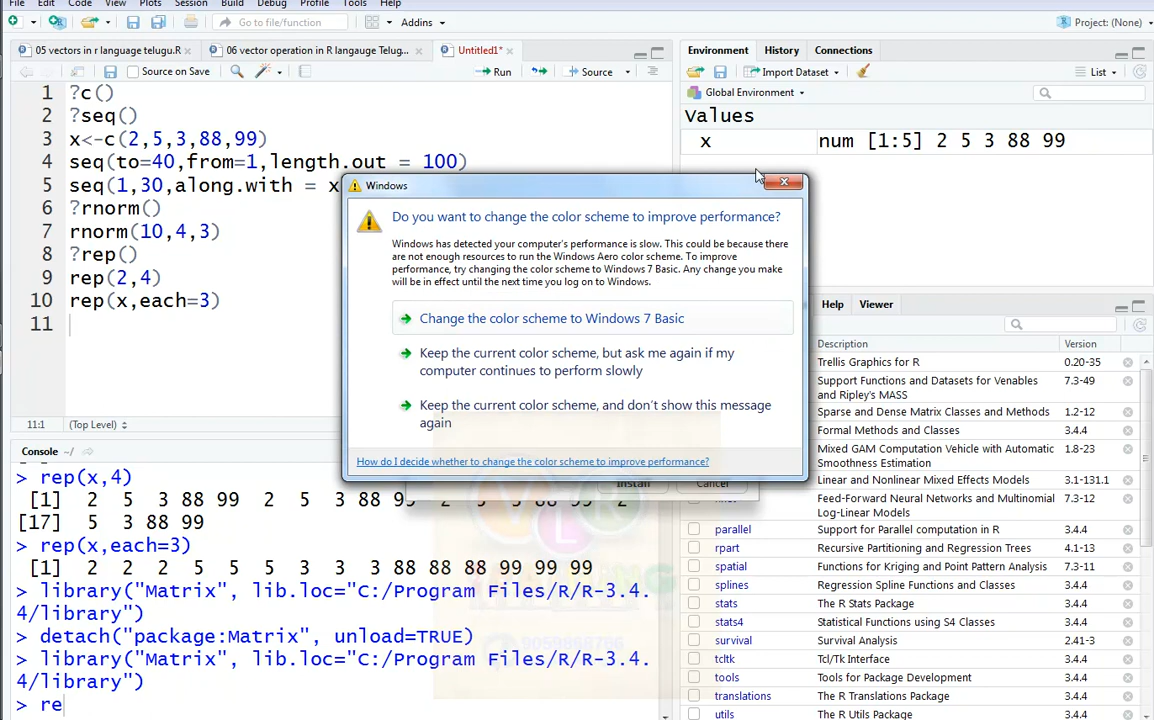 File Edit Code View Plots Session Build Debug Profile Tools Help
Go to file/function
Addins
Project: (None)
05 vectors in r language telugu.R
06 vector operation in R langauge Telug...
Untitled1*
Source on Save
Run
Source
1 ?c()
2 ?seq()
3 x<-c(2,5,3,88,99)
4 seq(to=40,from=1,length.out = 100)
5 seq(1,30,along.with = x
6 ?rnorm()
7 rnorm(10,4,3)
8 ?rep()
9 rep(2,4)
10 rep(x,each=3)
11
11:1 (Top Level)
Environment History Connections
Import Dataset
List
Global Environment
Values
x num [1:5] 2 5 3 88 99
Windows
Do you want to change the color scheme to improve performance?
Windows has detected your computer's performance is slow. This could be because there
are not enough resources to run the Windows Aero color scheme. To improve
performance, try changing the color scheme to Windows 7 Basic. Any change you make
will be in effect until the next time you log on to Windows.
Change the color scheme to Windows 7 Basic
Keep the current color scheme, but ask me again if my
computer continues to perform slowly
Keep the current color scheme, and don't show this message
again
How do I decide whether to change the color scheme to improve performance?
Install Cancel
Console ~/
> rep(x,4)
[1] 2 5 3 88 99 2 5 3 88 99 2 5 3 88 99 2
[17] 5 3 88 99
> rep(x,each=3)
[1] 2 2 2 5 5 5 3 3 3 88 88 88 99 99 99
> library("Matrix", lib.loc="C:/Program Files/R/R-3.4.
4/library")
> detach("package:Matrix", unload=TRUE)
> library("Matrix", lib.loc="C:/Program Files/R/R-3.4.
4/library")
> re
Help Viewer
Description Version
Trellis Graphics for R 0.20-35
Support Functions and Datasets for Venables
and Ripley's MASS
7.3-49
Sparse and Dense Matrix Classes and Methods 1.2-12
Formal Methods and Classes 3.4.4
Mixed GAM Computation Vehicle with Automatic
Smoothness Estimation
1.8-23
Linear and Nonlinear Mixed Effects Models 3.1-131.1
Feed-Forward Neural Networks and Multinomial
Log-Linear Models
7.3-12
parallel Support for Parallel computation in R 3.4.4
rpart Recursive Partitioning and Regression Trees 4.1-13
spatial Functions for Kriging and Point Pattern Analysis 7.3-11
splines Regression Spline Functions and Classes 3.4.4
stats The R Stats Package 3.4.4
stats4 Statistical Functions using S4 Classes 3.4.4
survival Survival Analysis 2.41-3
tcltk Tcl/Tk Interface 3.4.4
tools Tools for Package Development 3.4.4
translations The R Translations Package 3.4.4
utils The R Utils Package 3.4.4
VLR